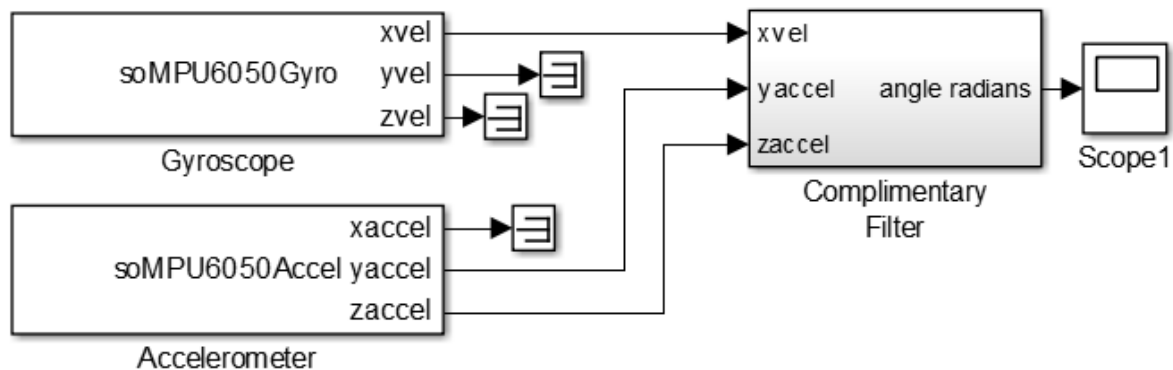 xvel
soMPU6050Gyro
yvel
zvel
Gyroscope
xaccel
soMPU6050Accel
yaccel
zaccel
Accelerometer
xvel
yaccel
angle radians
zaccel
Complimentary
Filter
Scope1